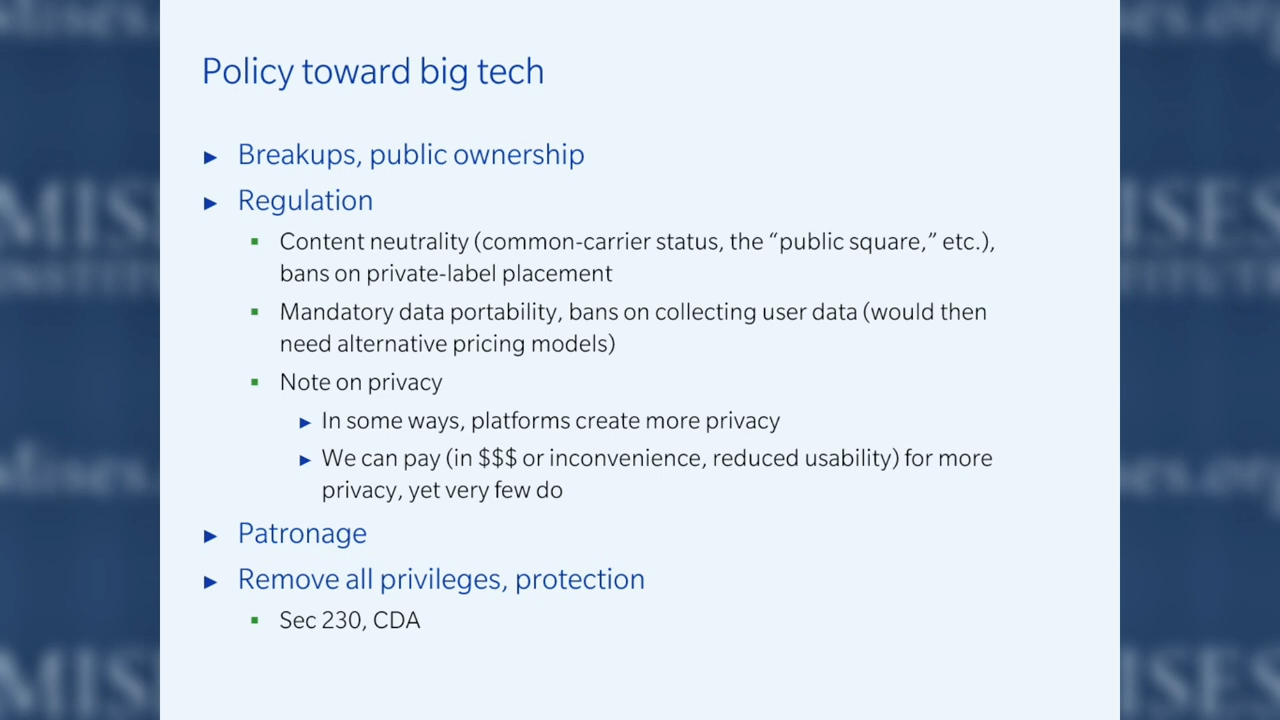 Policy toward big tech
► Breakups, public ownership
► Regulation
▪ Content neutrality (common-carrier status, the “public square,” etc.),
bans on private-label placement
▪ Mandatory data portability, bans on collecting user data (would then
need alternative pricing models)
▪ Note on privacy
► In some ways, platforms create more privacy
► We can pay (in $$$ or inconvenience, reduced usability) for more
privacy, yet very few do
► Patronage
► Remove all privileges, protection
▪ Sec 230, CDA